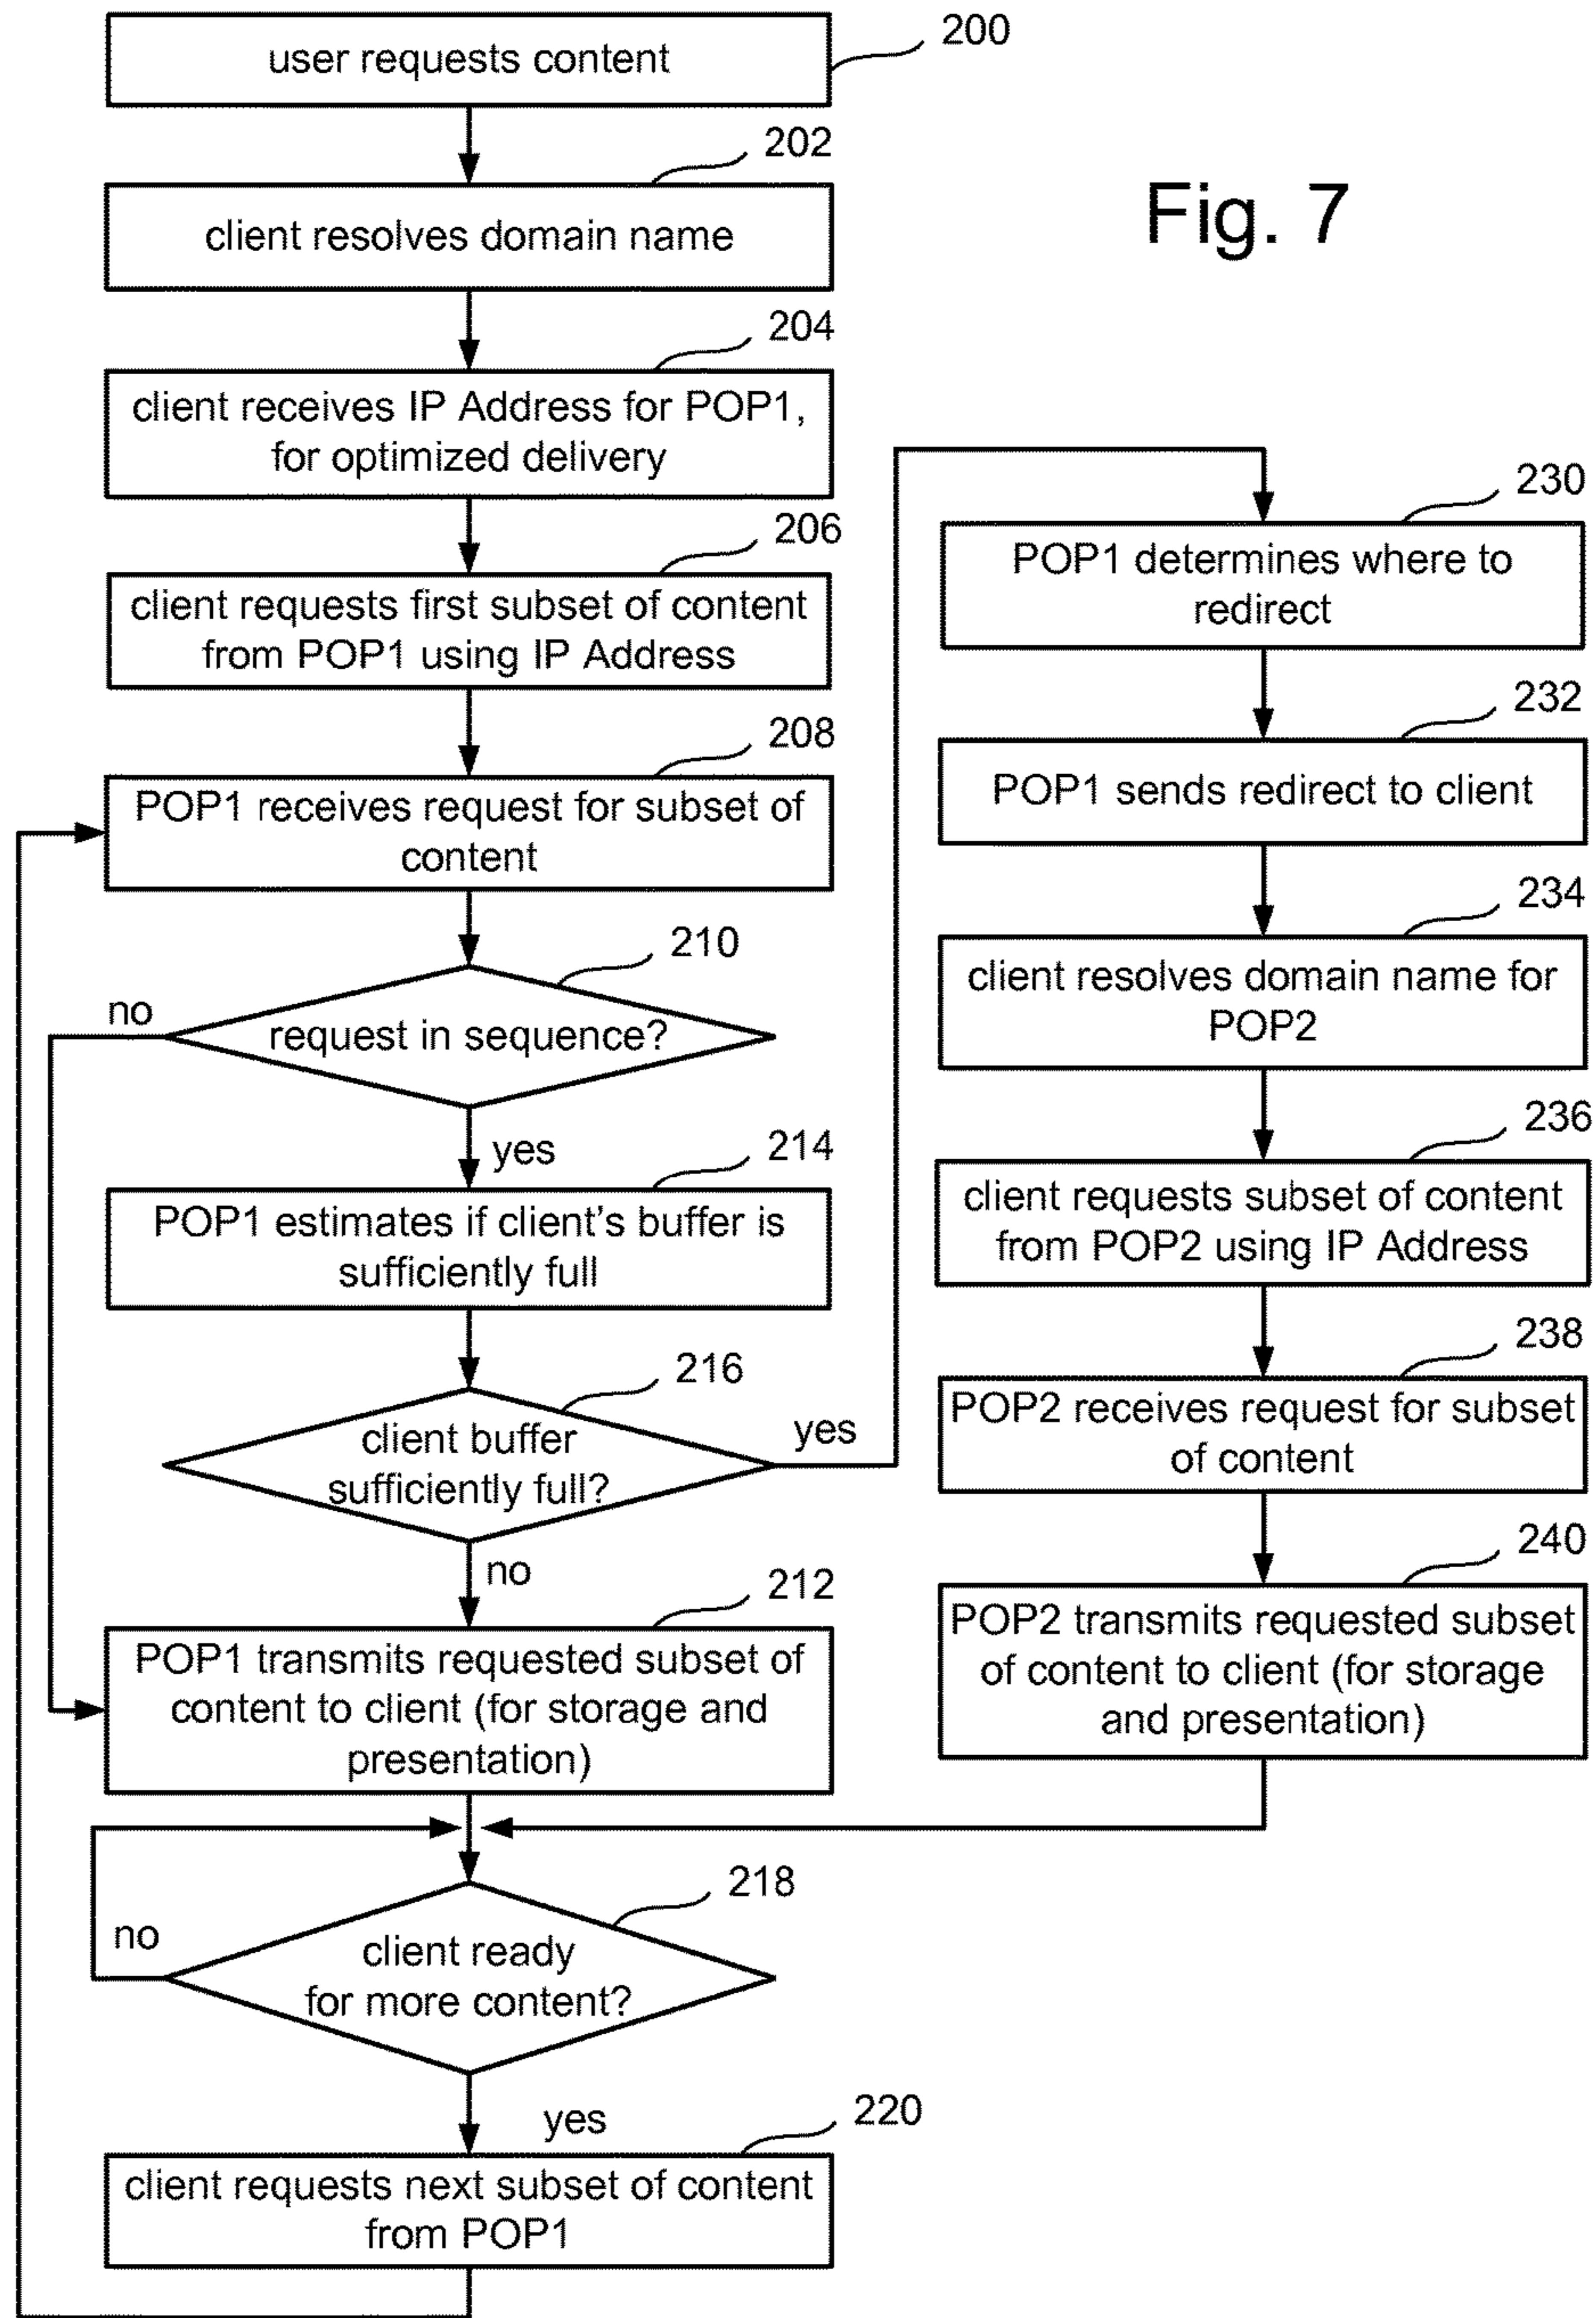 200
user requests content
202
Fig. 7
client resolves domain name
204
client receives IP Address for POP1,
for optimized delivery
206
client requests first subset of content
from POP1 using IP Address
208
POP1 receives request for subset of
content
210
no
request in sequence?
yes
214
POP1 estimates if client's buffer is
sufficiently full
216
client buffer
sufficiently full?
yes
no
212
POP1 transmits requested subset of
content to client (for storage and
presentation)
218
no
client ready
for more content?
yes
220
client requests next subset of content
from POP1
230
POP1 determines where to
redirect
232
POP1 sends redirect to client
234
client resolves domain name for
POP2
236
client requests subset of content
from POP2 using IP Address
238
POP2 receives request for subset
of content
240
POP2 transmits requested subset
of content to client (for storage
and presentation)